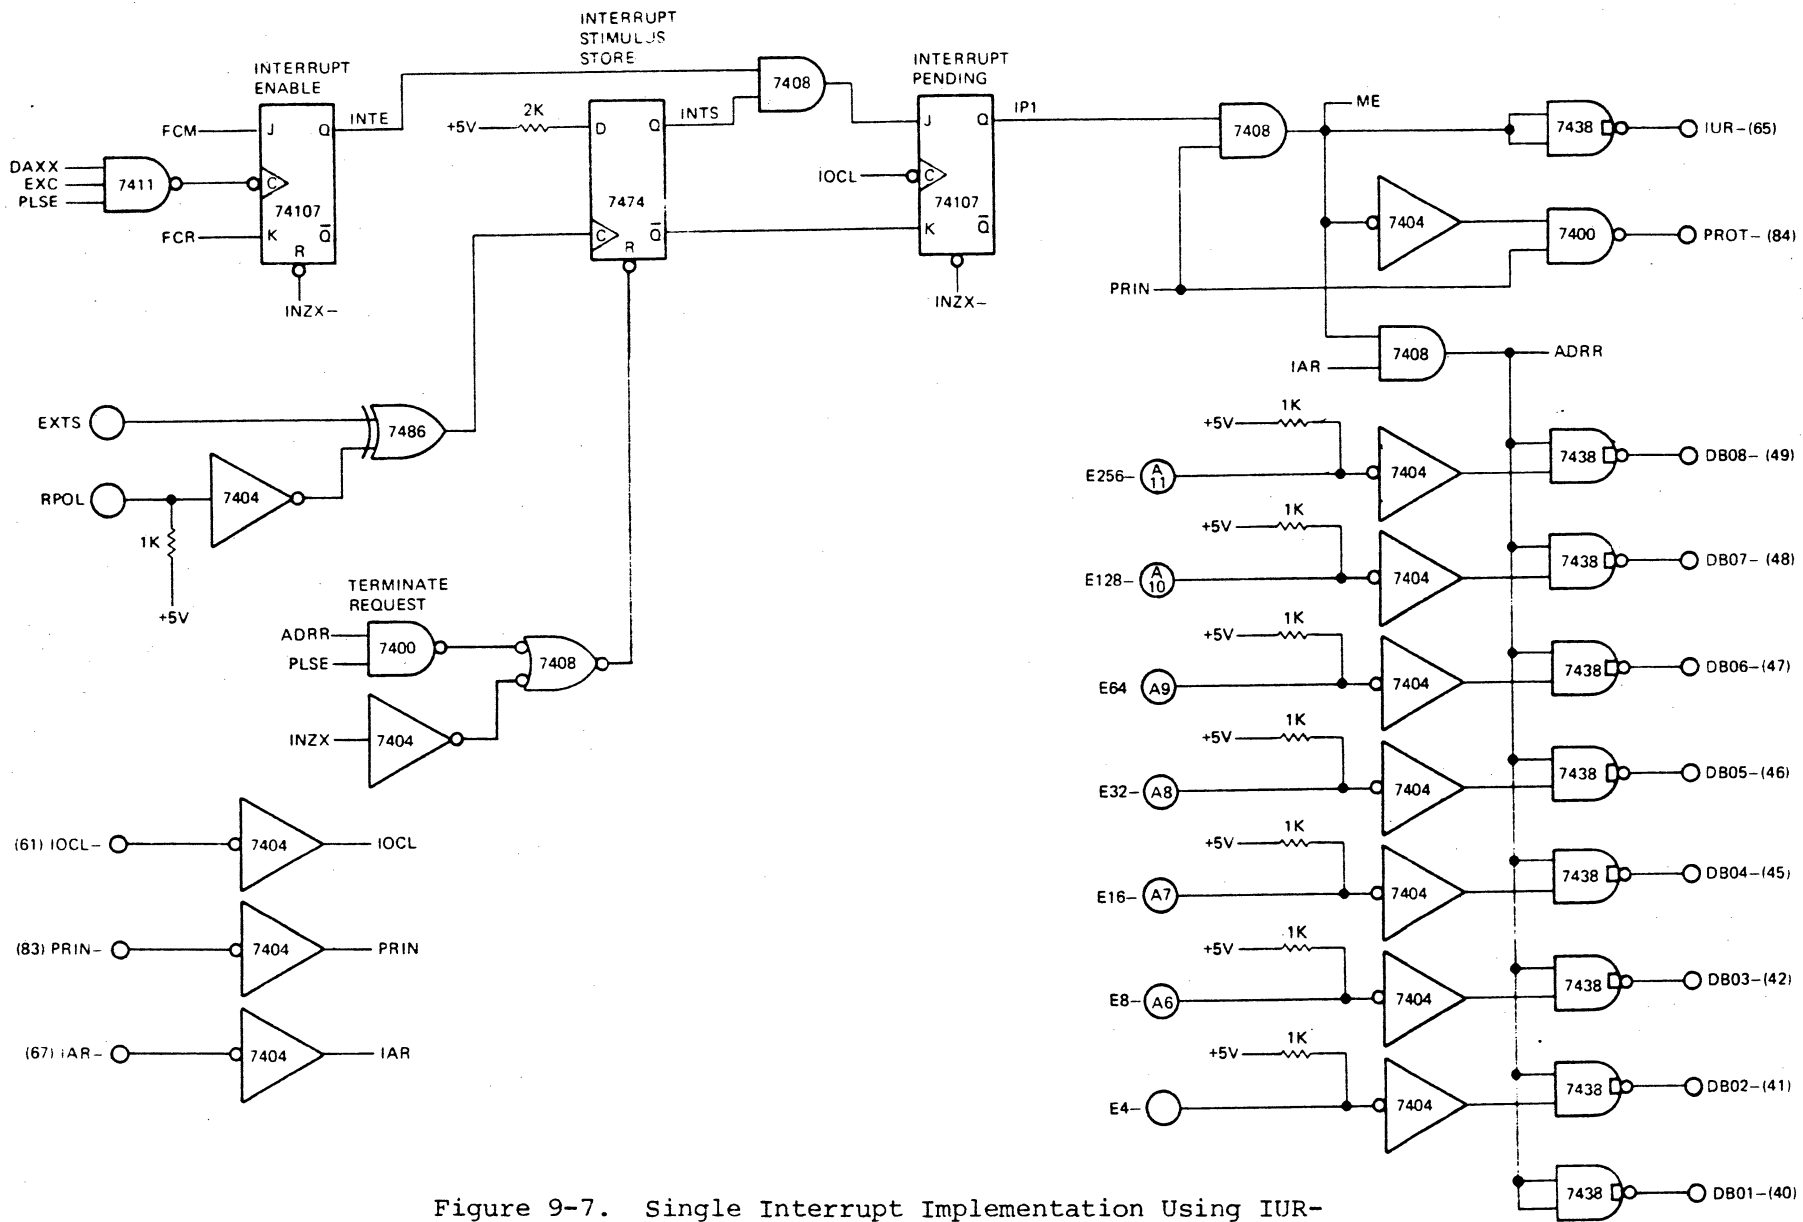 INTERRUPT
STIMULUS
STORE
INTERRUPT
ENABLE
INTERRUPT
PENDING
FCM
J
Q
INTE
DAXX
EXC
PLSE
7411
C
74107
FCR
K
Q
R
INZX-
+5V
2K
D
Q
INTS
7474
C
R
Q
7408
J
Q
IP1
IOCL
C
74107
K
Q
INZX-
7408
ME
7438
IUR-(65)
7404
7400
PROT-(84)
PRIN
7408
IAR
ADRR
EXTS
7486
RPOL
7404
1K
+5V
TERMINATE
REQUEST
ADRR
PLSE
7400
7408
INZX
7404
(61) IOCL-
7404
IOCL
(83) PRIN-
7404
PRIN
(67) IAR-
7404
IAR
+5V
1K
E256-
A
11
7404
7438
DB08-(49)
+5V
1K
E128-
A
10
7404
7438
DB07-(48)
+5V
1K
E64
A9
7404
7438
DB06-(47)
+5V
1K
E32-
A8
7404
7438
DB05-(46)
+5V
1K
E16-
A7
7404
7438
DB04-(45)
+5V
1K
E8-
A6
7404
7438
DB03-(42)
+5V
1K
E4-
7404
7438
DB02-(41)
7438
DB01-(40)
Figure 9-7. Single Interrupt Implementation Using IUR-